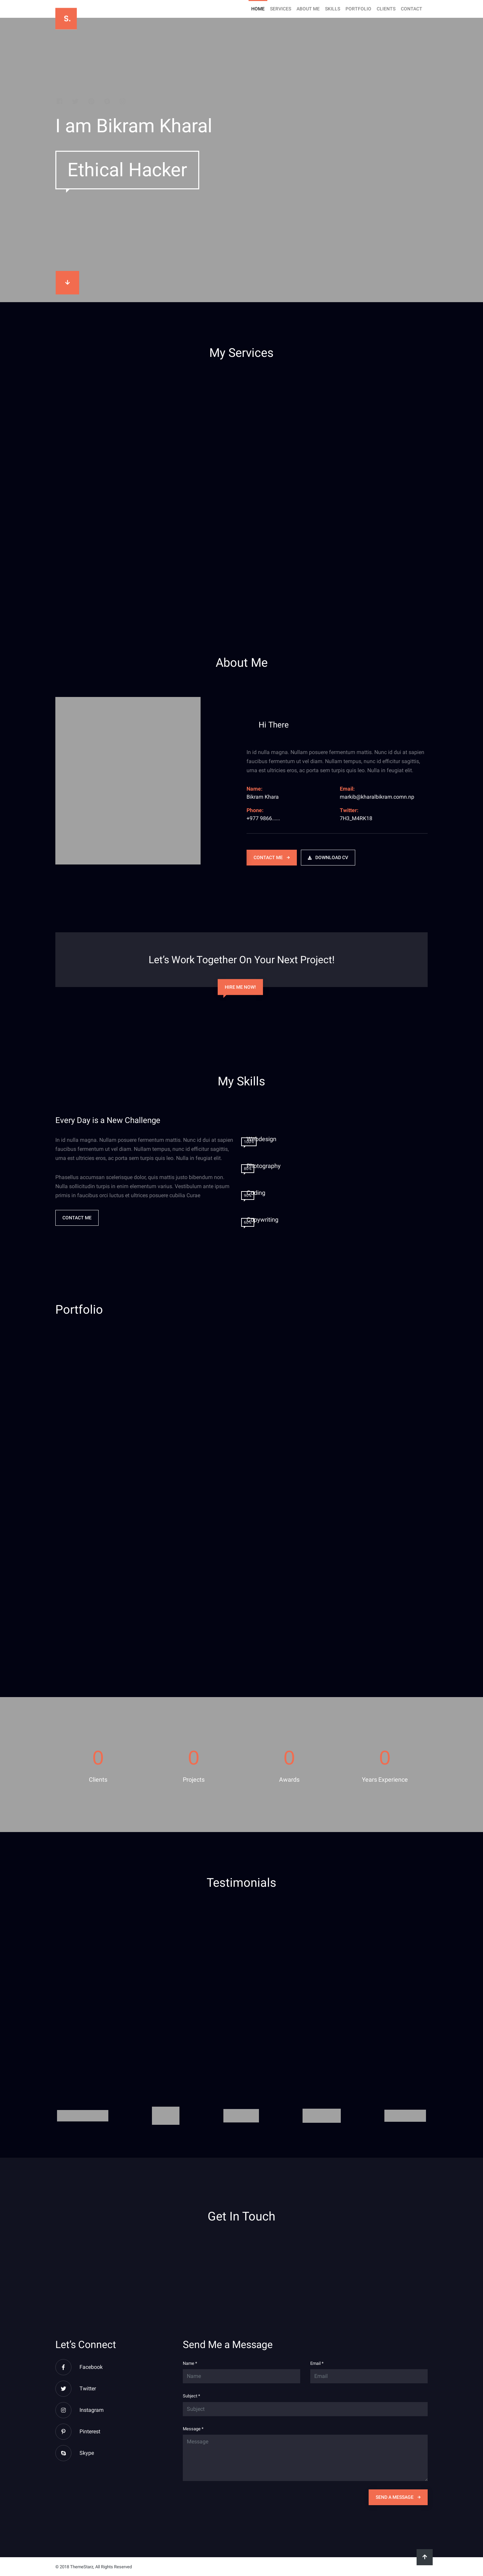 S.
HOME SERVICES ABOUT ME SKILLS PORTFOLIO CLIENTS CONTACT
I am Bikram Kharal
Ethical Hacker
My Services
About Me
Hi There
In id nulla magna. Nullam posuere fermentum mattis. Nunc id dui at sapien
faucibus fermentum ut vel diam. Nullam tempus, nunc id efficitur sagittis,
urna est ultricies eros, ac porta sem turpis quis leo. Nulla in feugiat elit.
Name:
Bikram Khara
Email:
markib@kharalbikram.comn.np
Phone:
+977 9866......
Twitter:
7H3_M4RK18
CONTACT ME
DOWNLOAD CV
Let's Work Together On Your Next Project!
HIRE ME NOW!
My Skills
Every Day is a New Challenge
In id nulla magna. Nullam posuere fermentum mattis. Nunc id dui at sapien
faucibus fermentum ut vel diam. Nullam tempus, nunc id efficitur sagittis,
urna est ultricies eros, ac porta sem turpis quis leo. Nulla in feugiat elit.
Phasellus accumsan scelerisque dolor, quis mattis justo bibendum non.
Nulla sollicitudin turpis in enim elementum varius. Vestibulum ante ipsum
primis in faucibus orci luctus et ultrices posuere cubilia Curae
CONTACT ME
Webdesign
Photography
Coding
Copywriting
Portfolio
0
Clients
0
Projects
0
Awards
0
Years Experience
Testimonials
Get In Touch
Let's Connect
Facebook
Twitter
Instagram
Pinterest
Skype
Send Me a Message
Name *
Name
Email *
Email
Subject *
Subject
Message *
Message
SEND A MESSAGE
© 2018 ThemeStarz, All Rights Reserved